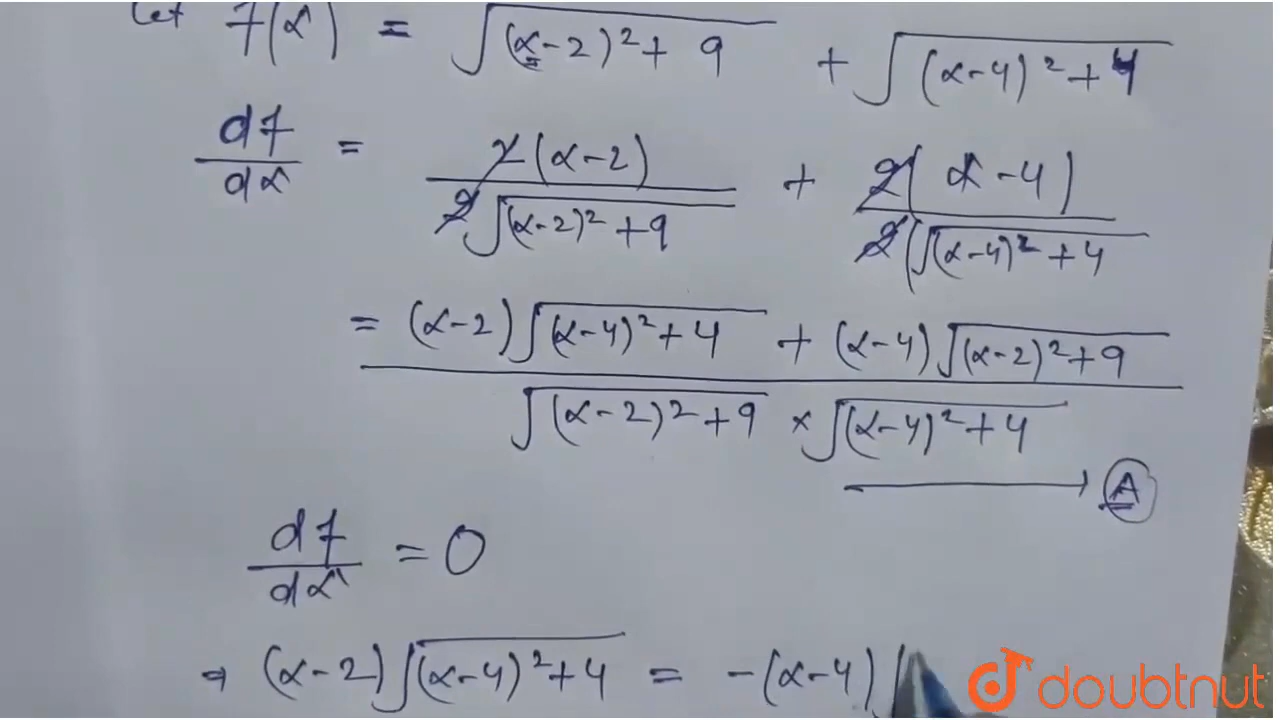 Let f(α) = √((α-2)² + 9) + √((α-4)² + 4)
df/dα = 2(α-2)/2√((α-2)² + 9) + 2(α-4)/2(√((α-4)² + 4)
= (α-2)√((α-4)² + 4) + (α-4)√((α-2)² + 9)
√((α-2)² + 9) × √((α-4)² + 4)
→ A
df/dα = 0
⇒ (α-2)√((α-4)² + 4) = -(α-4)√
doubtnut